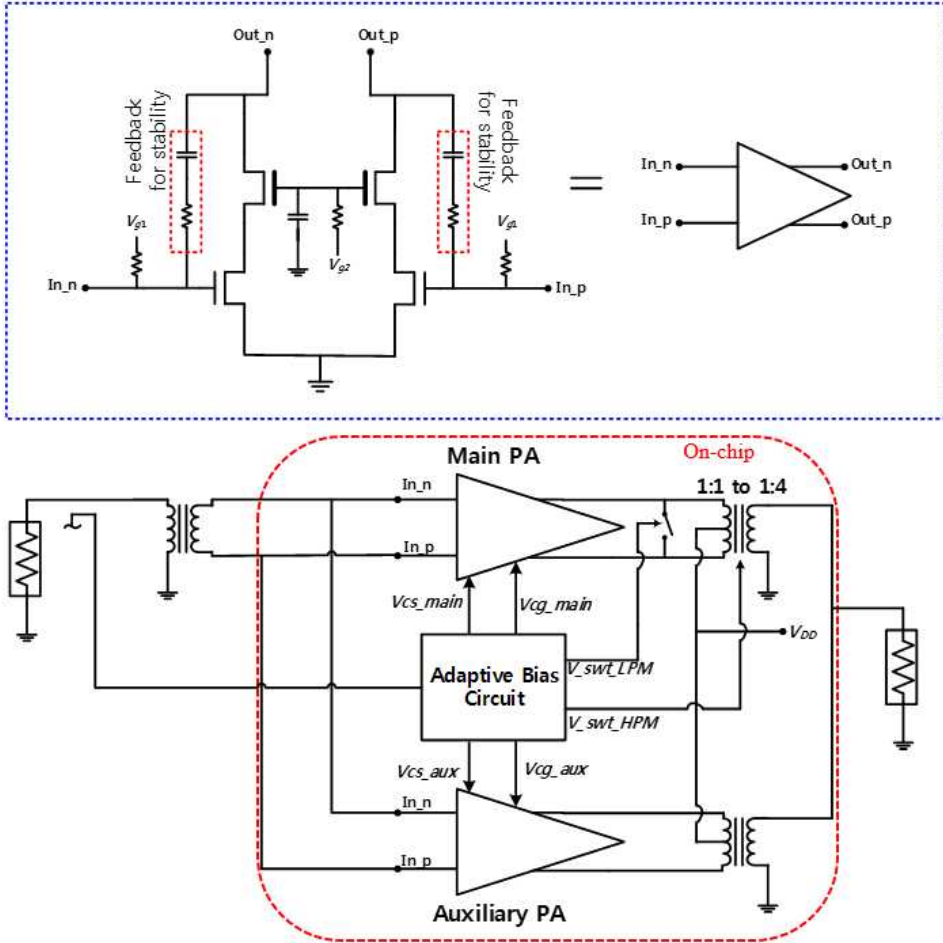 Out_n
Out_p
Feedback
for stability
Feedback
for stability
Vg1
Vg2
Vg1
In_n
In_p
=
In_n
Out_n
In_p
Out_p
Main PA
On-chip
1:1 to 1:4
In_n
In_p
Vcs_main
Vcg_main
VDD
Adaptive Bias
Circuit
V_swt_LPM
V_swt_HPM
Vcs_aux
Vcg_aux
In_n
In_p
Auxiliary PA